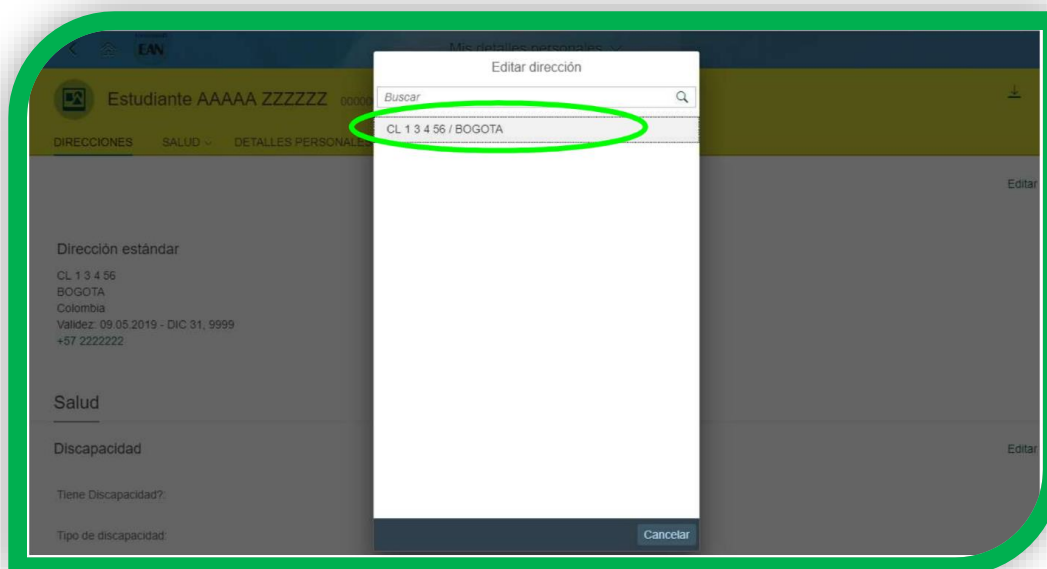 EAN
Mis detalles personales
Editar dirección
Estudiante AAAAA ZZZZZZ 0000
Buscar
CL 1 3 4 56 / BOGOTA
DIRECCIONES SALUD DETALLES PERSONALES
Editar
Dirección estándar
CL 1 3 4 56
BOGOTA
Colombia
Validez: 09.05.2019 - DIC 31, 9999
+57 2222222
Salud
Discapacidad
Editar
Tiene Discapacidad?:
Tipo de discapacidad:
Cancelar